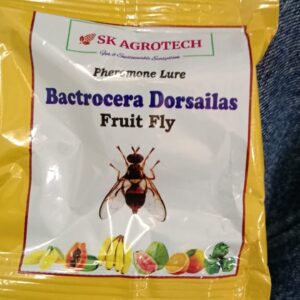 SK AGROTECH
Pheromone Lure
Bactrocera Dorsailas
Fruit Fly